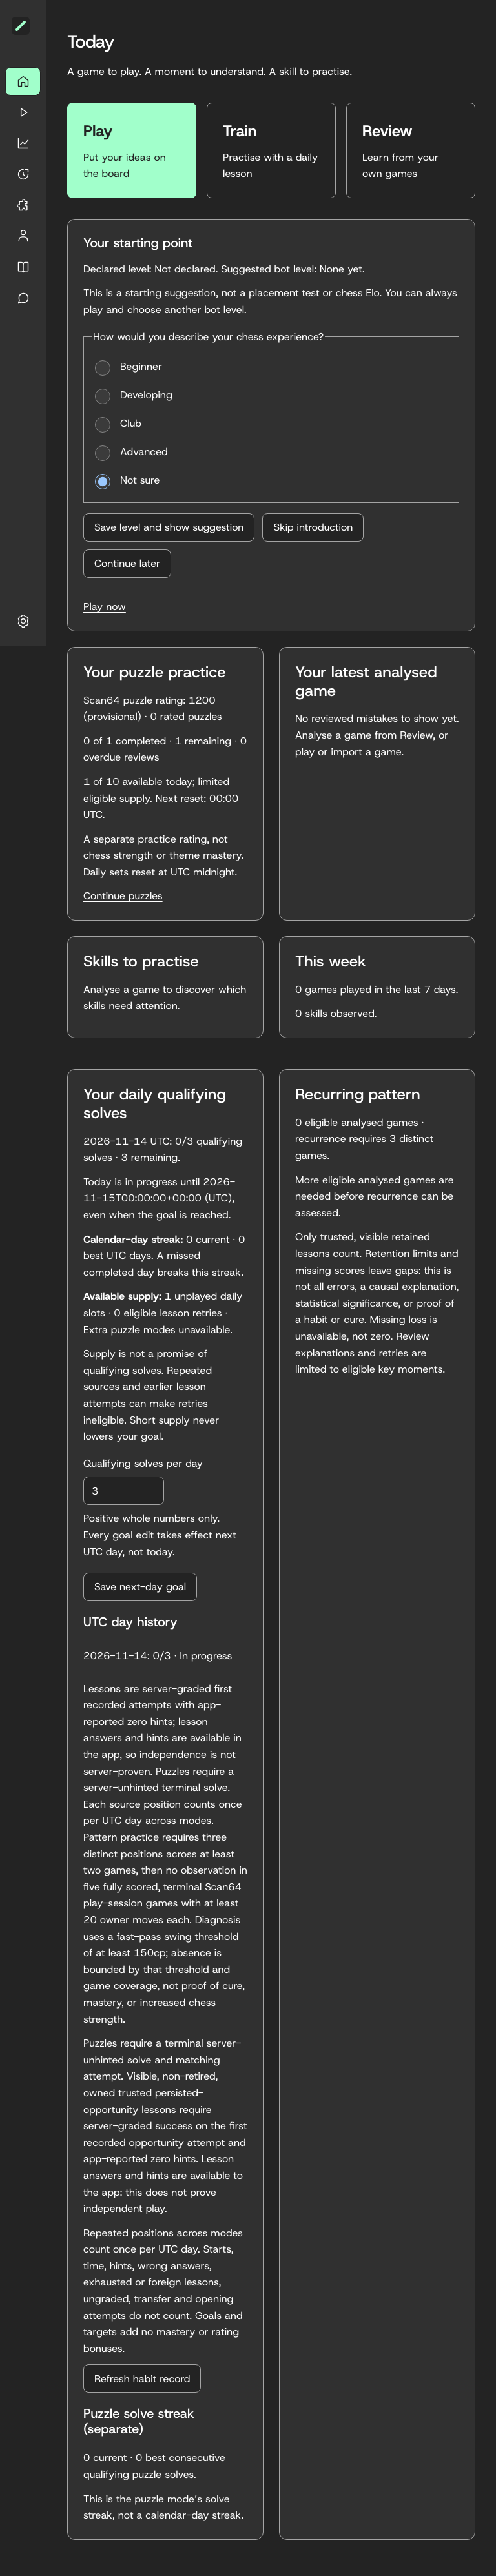 Today
A game to play. A moment to understand. A skill to practise.
Play
Put your ideas on
the board
Train
Practise with a daily
lesson
Review
Learn from your
own games
Your starting point
Declared level: Not declared. Suggested bot level: None yet.
This is a starting suggestion, not a placement test or chess Elo. You can always
play and choose another bot level.
How would you describe your chess experience?
Beginner
Developing
Club
Advanced
Not sure
Save level and show suggestion
Skip introduction
Continue later
Play now
Your puzzle practice
Scan64 puzzle rating: 1200
(provisional) · 0 rated puzzles
0 of 1 completed · 1 remaining · 0
overdue reviews
1 of 10 available today; limited
eligible supply. Next reset: 00:00
UTC.
A separate practice rating, not
chess strength or theme mastery.
Daily sets reset at UTC midnight.
Continue puzzles
Your latest analysed
game
No reviewed mistakes to show yet.
Analyse a game from Review, or
play or import a game.
Skills to practise
Analyse a game to discover which
skills need attention.
This week
0 games played in the last 7 days.
0 skills observed.
Your daily qualifying
solves
2026-11-14 UTC: 0/3 qualifying
solves · 3 remaining.
Today is in progress until 2026-
11-15T00:00:00+00:00 (UTC),
even when the goal is reached.
Calendar-day streak: 0 current · 0
best UTC days. A missed
completed day breaks this streak.
Available supply: 1 unplayed daily
slots · 0 eligible lesson retries ·
Extra puzzle modes unavailable.
Supply is not a promise of
qualifying solves. Repeated
sources and earlier lesson
attempts can make retries
ineligible. Short supply never
lowers your goal.
Qualifying solves per day
3
Positive whole numbers only.
Every goal edit takes effect next
UTC day, not today.
Save next-day goal
UTC day history
2026-11-14: 0/3 · In progress
Lessons are server-graded first
recorded attempts with app-
reported zero hints; lesson
answers and hints are available in
the app, so independence is not
server-proven. Puzzles require a
server-unhinted terminal solve.
Each source position counts once
per UTC day across modes.
Pattern practice requires three
distinct positions across at least
two games, then no observation in
five fully scored, terminal Scan64
play-session games with at least
20 owner moves each. Diagnosis
uses a fast-pass swing threshold
of at least 150cp; absence is
bounded by that threshold and
game coverage, not proof of cure,
mastery, or increased chess
strength.
Puzzles require a terminal server-
unhinted solve and matching
attempt. Visible, non-retired,
owned trusted persisted-
opportunity lessons require
server-graded success on the first
recorded opportunity attempt and
app-reported zero hints. Lesson
answers and hints are available to
the app: this does not prove
independent play.
Repeated positions across modes
count once per UTC day. Starts,
time, hints, wrong answers,
exhausted or foreign lessons,
ungraded, transfer and opening
attempts do not count. Goals and
targets add no mastery or rating
bonuses.
Refresh habit record
Puzzle solve streak
(separate)
0 current · 0 best consecutive
qualifying puzzle solves.
This is the puzzle mode's solve
streak, not a calendar-day streak.
Recurring pattern
0 eligible analysed games ·
recurrence requires 3 distinct
games.
More eligible analysed games are
needed before recurrence can be
assessed.
Only trusted, visible retained
lessons count. Retention limits and
missing scores leave gaps: this is
not all errors, a causal explanation,
statistical significance, or proof of
a habit or cure. Missing loss is
unavailable, not zero. Review
explanations and retries are
limited to eligible key moments.